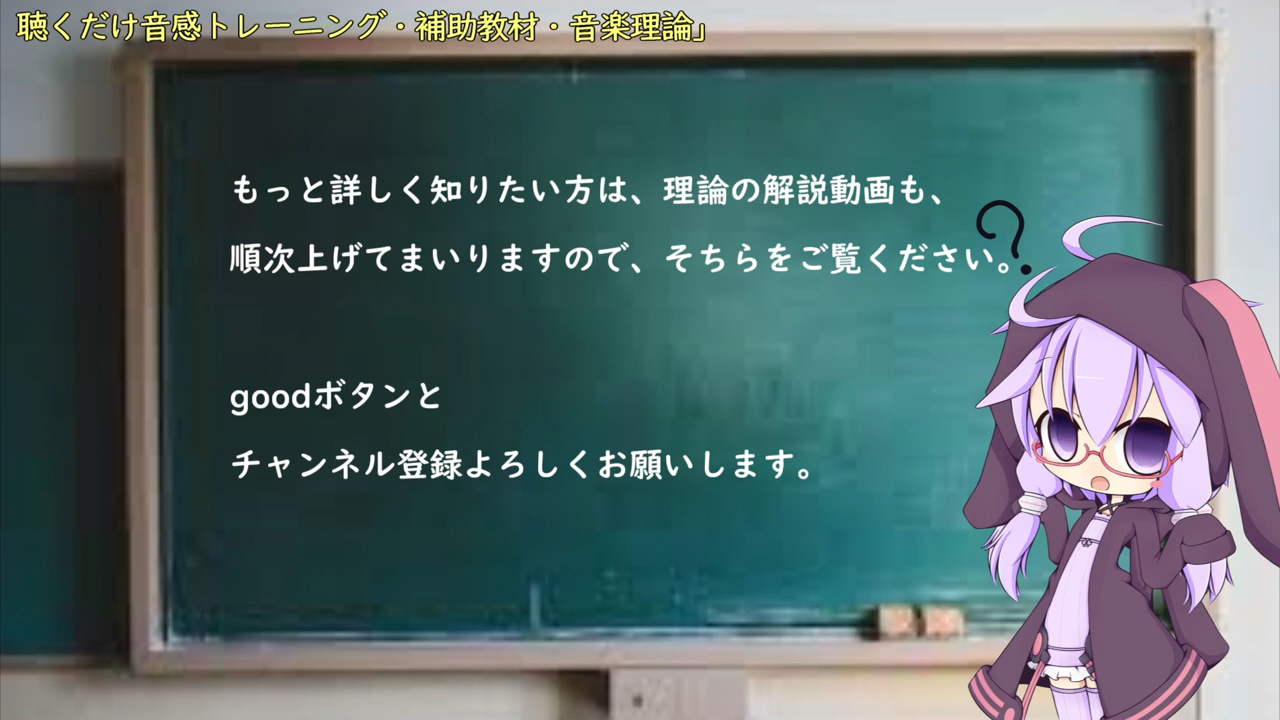 聴くだけ音感トレーニング・補助教材・音楽理論」
もっと詳しく知りたい方は、理論の解説動画も、
順次上げてまいりますので、そちらをご覧ください。
?
goodボタンと
チャンネル登録よろしくお願いします。